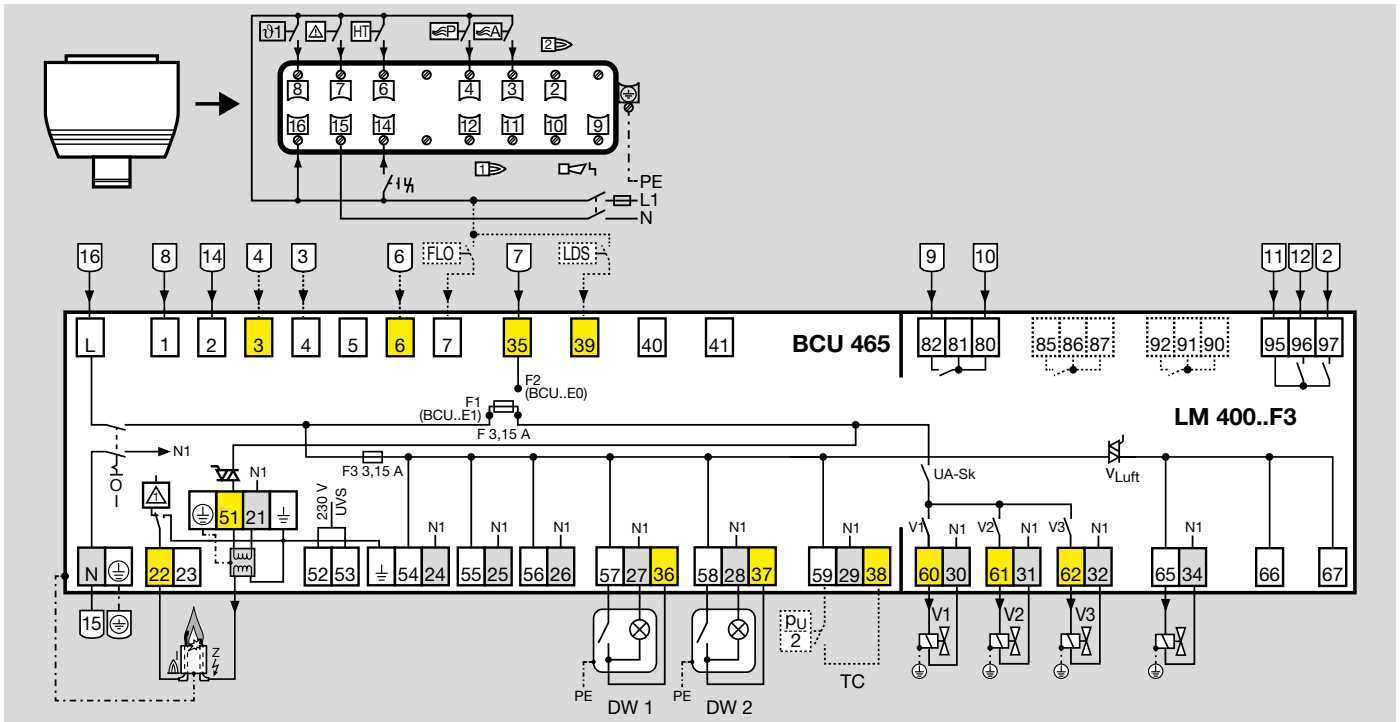 ϑ1 HT P A 2
8 7 6 4 3 2
16 15 14 12 11 10 9
1
PE
L1
N
16 8 14 4 3 6 FLO 7 LDS 9 10 11 12 2
L 1 2 3 4 5 6 7 35 39 40 41 BCU 465 82 81 80 85 86 87 92 91 90 95 96 97
F2
(BCU..E0)
F1
(BCU..E1)
F 3,15 A
LM 400..F3
N1
F3 3,15 A
UA-Sk
VLuft
O
1
N1
230 V
UVS
51 21
N1 N1 N1 N1 N1 N1 V1 N1 V2 N1 V3 N1 N1
N 22 23 52 53 54 24 55 25 56 26 57 27 36 58 28 37 59 29 38 60 30 61 31 62 32 65 34 66 67
15
I Z
pU
2
V1 V2 V3
PE PE
DW 1 DW 2 TC